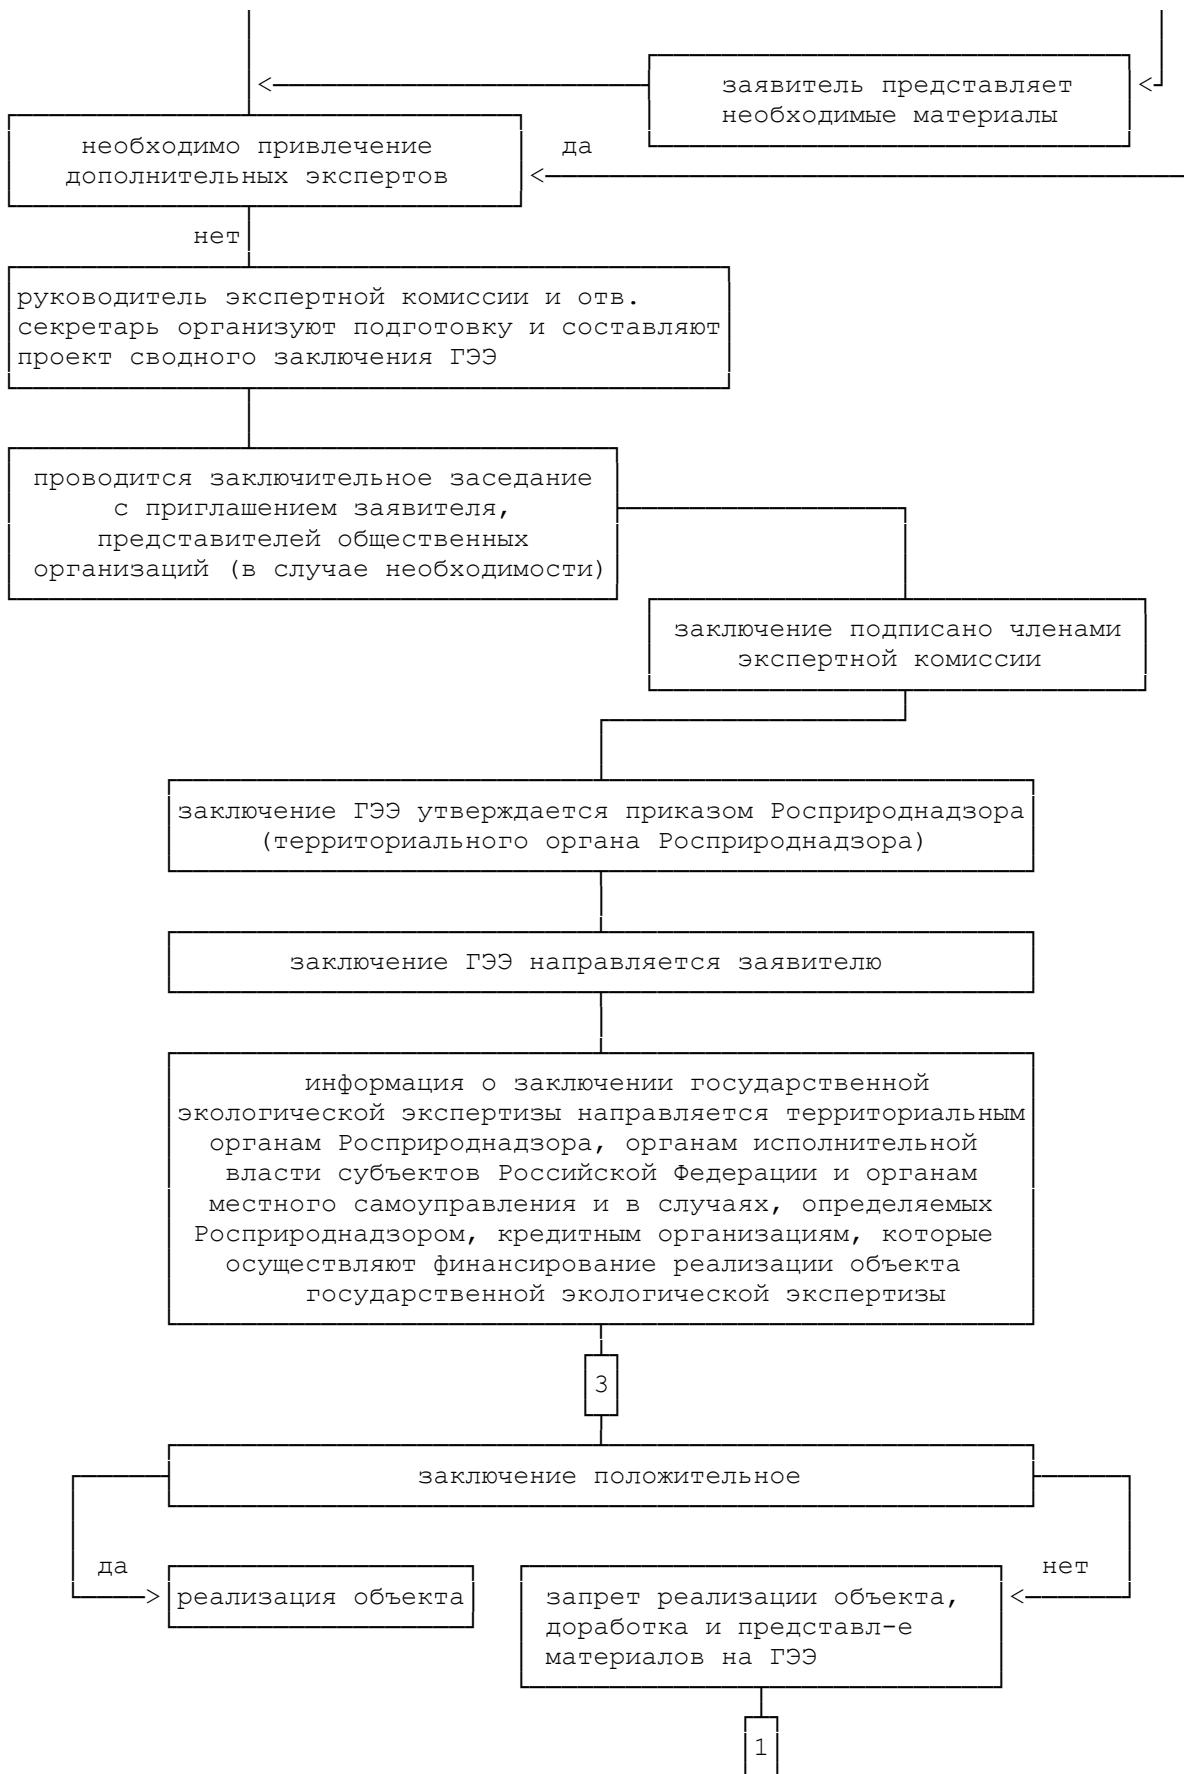 заявитель представляет
необходимые материалы
необходимо привлечение
дополнительных экспертов
да
нет
руководитель экспертной комиссии и отв.
секретарь организуют подготовку и составляют
проект сводного заключения ГЭЭ
проводится заключительное заседание
с приглашением заявителя,
представителей общественных
организаций (в случае необходимости)
заключение подписано членами
экспертной комиссии
заключение ГЭЭ утверждается приказом Росприроднадзора
(территориального органа Росприроднадзора)
заключение ГЭЭ направляется заявителю
информация о заключении государственной
экологической экспертизы направляется территориальным
органам Росприроднадзора, органам исполнительной
власти субъектов Российской Федерации и органам
местного самоуправления и в случаях, определяемых
Росприроднадзором, кредитным организациям, которые
осуществляют финансирование реализации объекта
государственной экологической экспертизы
3
заключение положительное
да
реализация объекта
нет
запрет реализации объекта,
доработка и представл-е
материалов на ГЭЭ
1